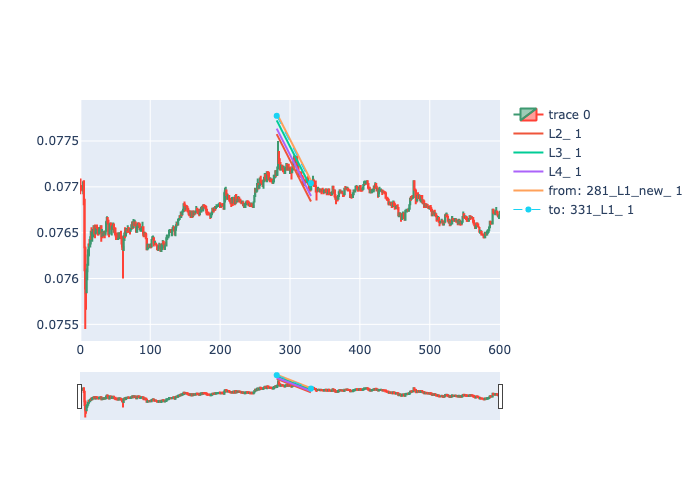 trace 0
L2_ 1
L3_ 1
L4_ 1
from: 281_L1_new_ 1
to: 331_L1_ 1
0.0775
0.077
0.0765
0.076
0.0755
0 100 200 300 400 500 600